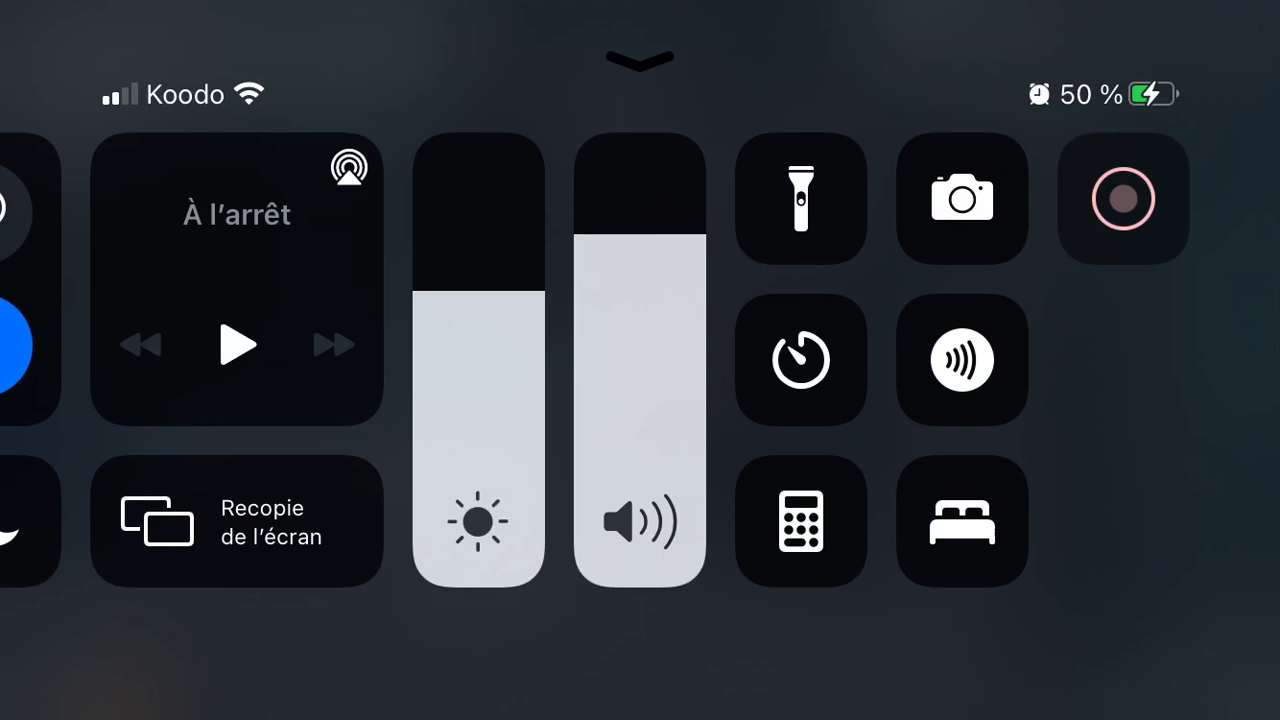 Koodo
50 %
À l’arrêt
Recopie
de l’écran